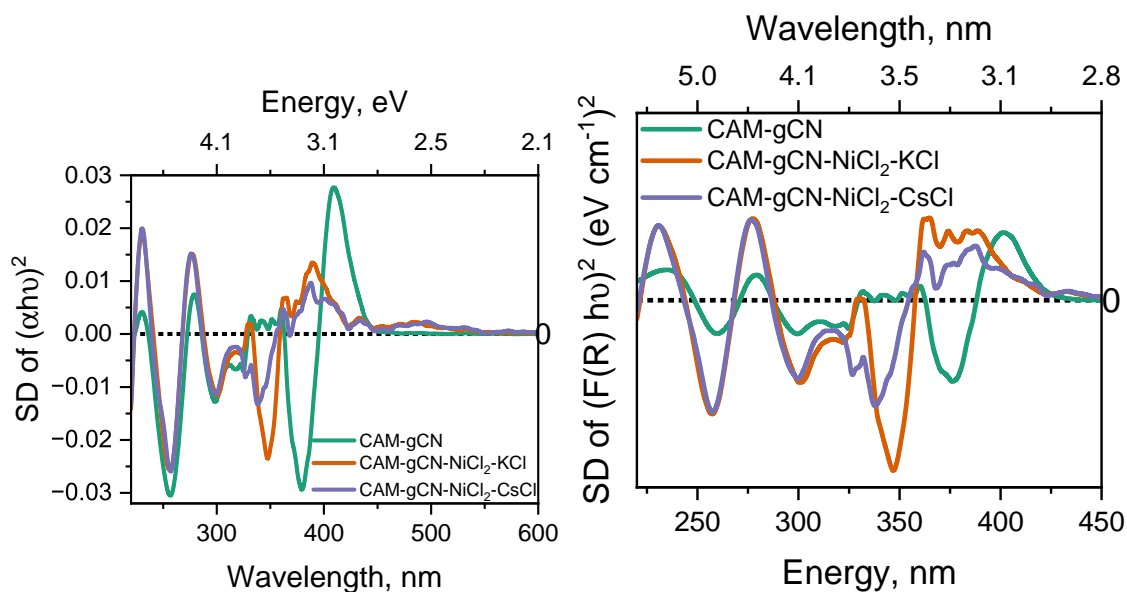 Energy, eV
4.1 3.1 2.5 2.1
SD of (αhυ)²
0.03
0.02
0.01
0.00
−0.01
−0.02
−0.03
0
CAM-gCN
CAM-gCN-NiCl₂-KCl
CAM-gCN-NiCl₂-CsCl
300 400 500 600
Wavelength, nm
Wavelength, nm
5.0 4.1 3.5 3.1 2.8
SD of (F(R) hυ)² (eV cm⁻¹)²
CAM-gCN
CAM-gCN-NiCl₂-KCl
CAM-gCN-NiCl₂-CsCl
0
250 300 350 400 450
Energy, nm